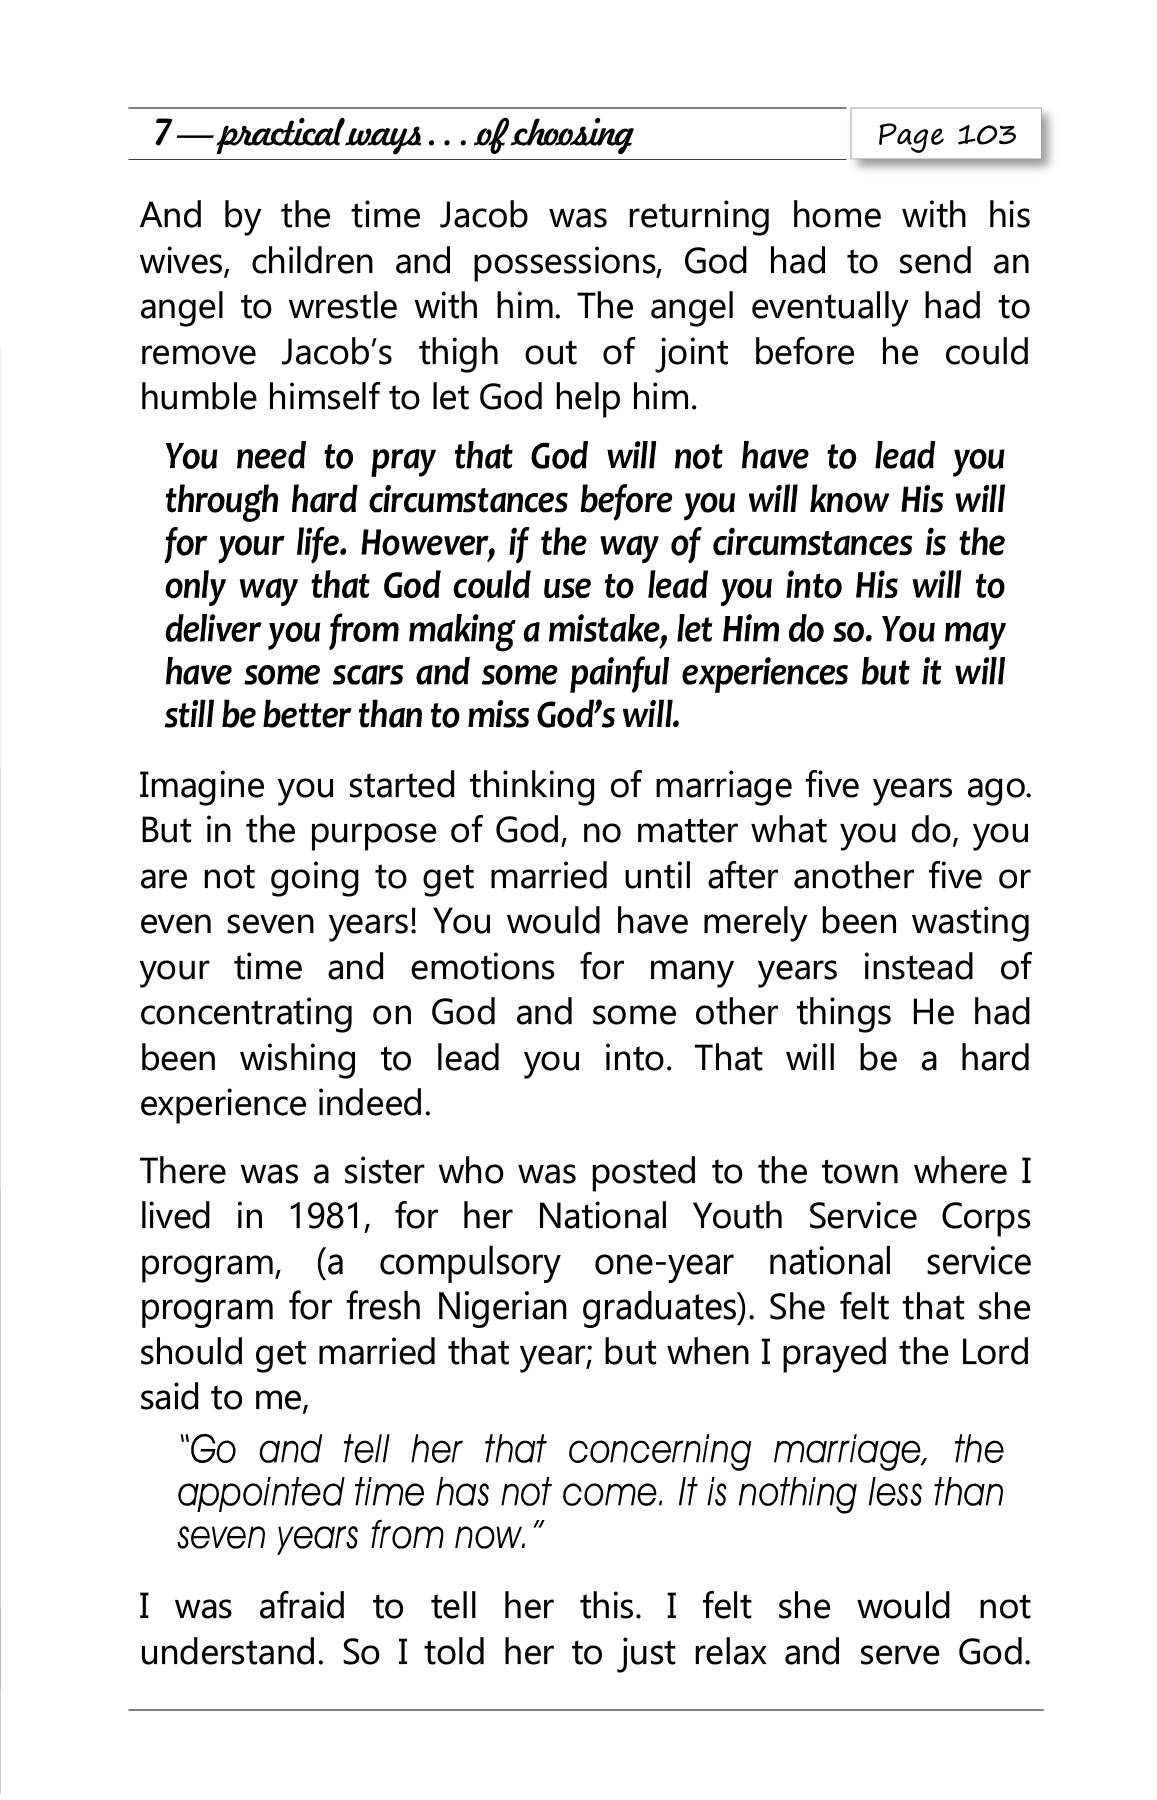 7 — practical ways . . . of choosing
Page 103
And by the time Jacob was returning home with his
wives, children and possessions, God had to send an
angel to wrestle with him. The angel eventually had to
remove Jacob’s thigh out of joint before he could
humble himself to let God help him.
You need to pray that God will not have to lead you
through hard circumstances before you will know His will
for your life. However, if the way of circumstances is the
only way that God could use to lead you into His will to
deliver you from making a mistake, let Him do so. You may
have some scars and some painful experiences but it will
still be better than to miss God’s will.
Imagine you started thinking of marriage five years ago.
But in the purpose of God, no matter what you do, you
are not going to get married until after another five or
even seven years! You would have merely been wasting
your time and emotions for many years instead of
concentrating on God and some other things He had
been wishing to lead you into. That will be a hard
experience indeed.
There was a sister who was posted to the town where I
lived in 1981, for her National Youth Service Corps
program, (a compulsory one-year national service
program for fresh Nigerian graduates). She felt that she
should get married that year; but when I prayed the Lord
said to me,
“Go and tell her that concerning marriage, the
appointed time has not come. It is nothing less than
seven years from now.”
I was afraid to tell her this. I felt she would not
understand. So I told her to just relax and serve God.